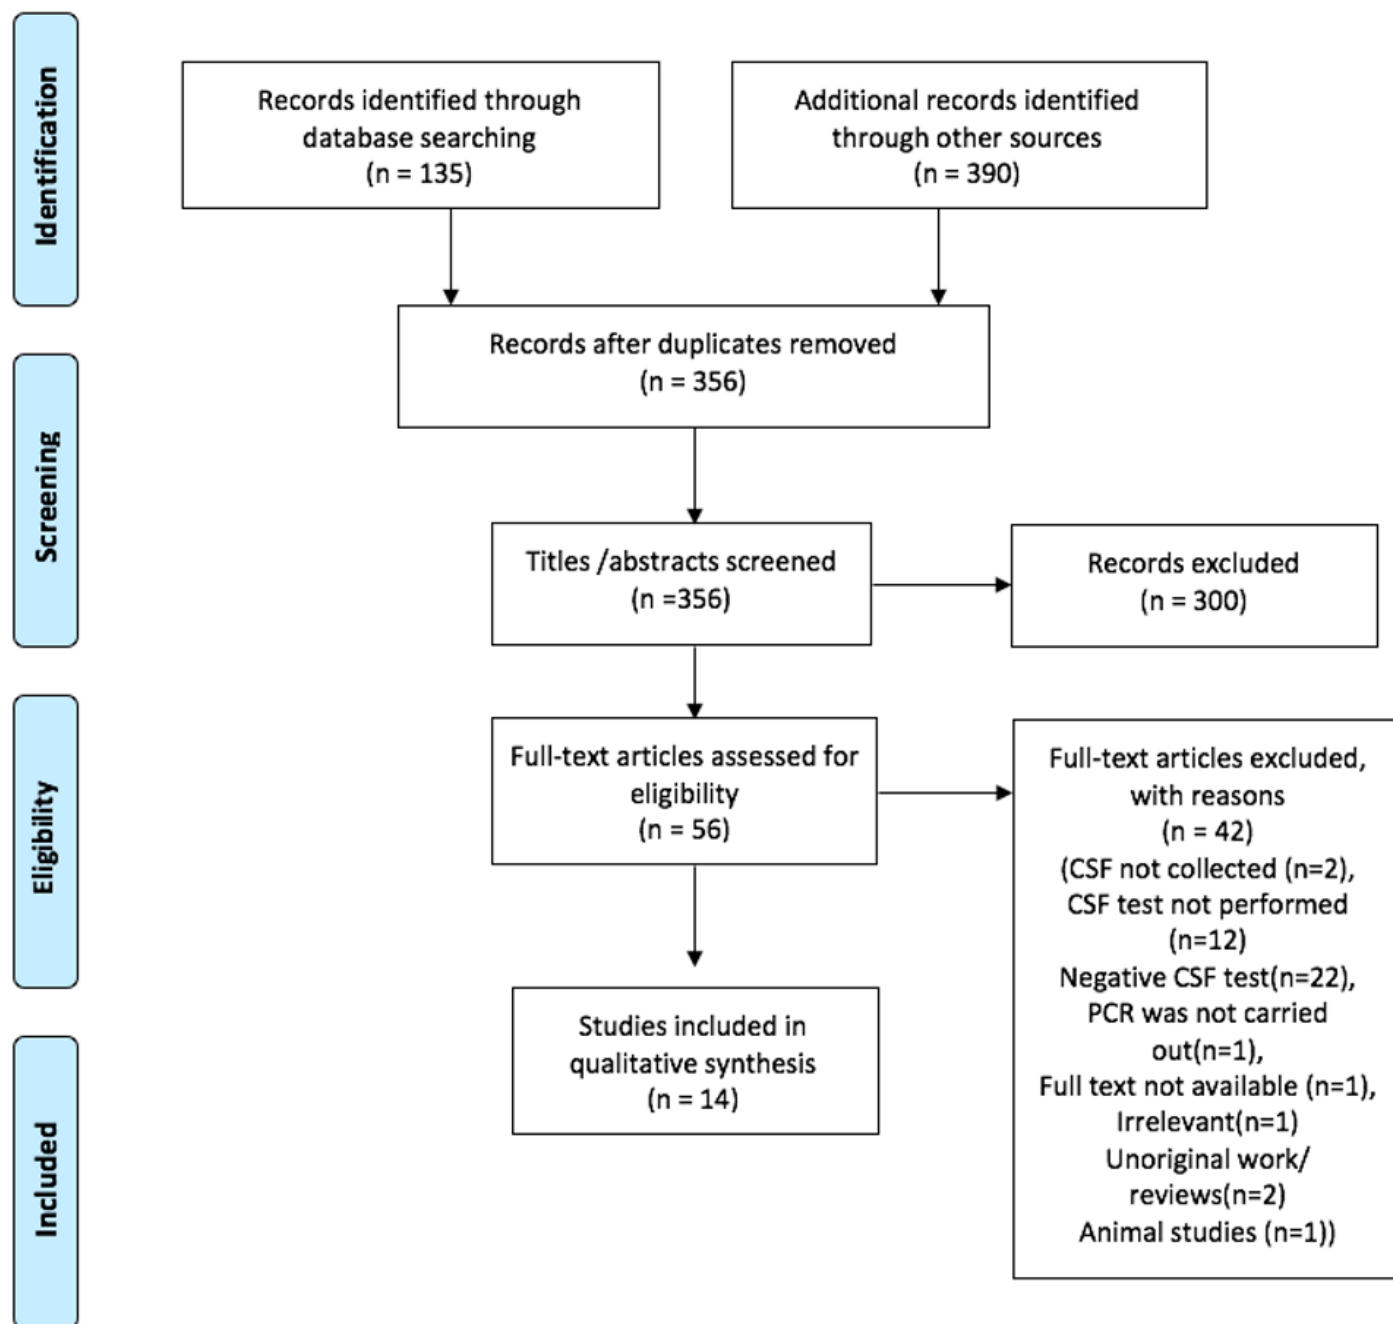 Identification
Records identified through
database searching
(n = 135)
Additional records identified
through other sources
(n = 390)
Records after duplicates removed
(n = 356)
Screening
Titles /abstracts screened
(n =356)
Records excluded
(n = 300)
Eligibility
Full-text articles assessed for
eligibility
(n = 56)
Full-text articles excluded,
with reasons
(n = 42)
(CSF not collected (n=2),
CSF test not performed
(n=12)
Negative CSF test(n=22),
PCR was not carried
out(n=1),
Full text not available (n=1),
Irrelevant(n=1)
Unoriginal work/
reviews(n=2)
Animal studies (n=1))
Included
Studies included in
qualitative synthesis
(n = 14)